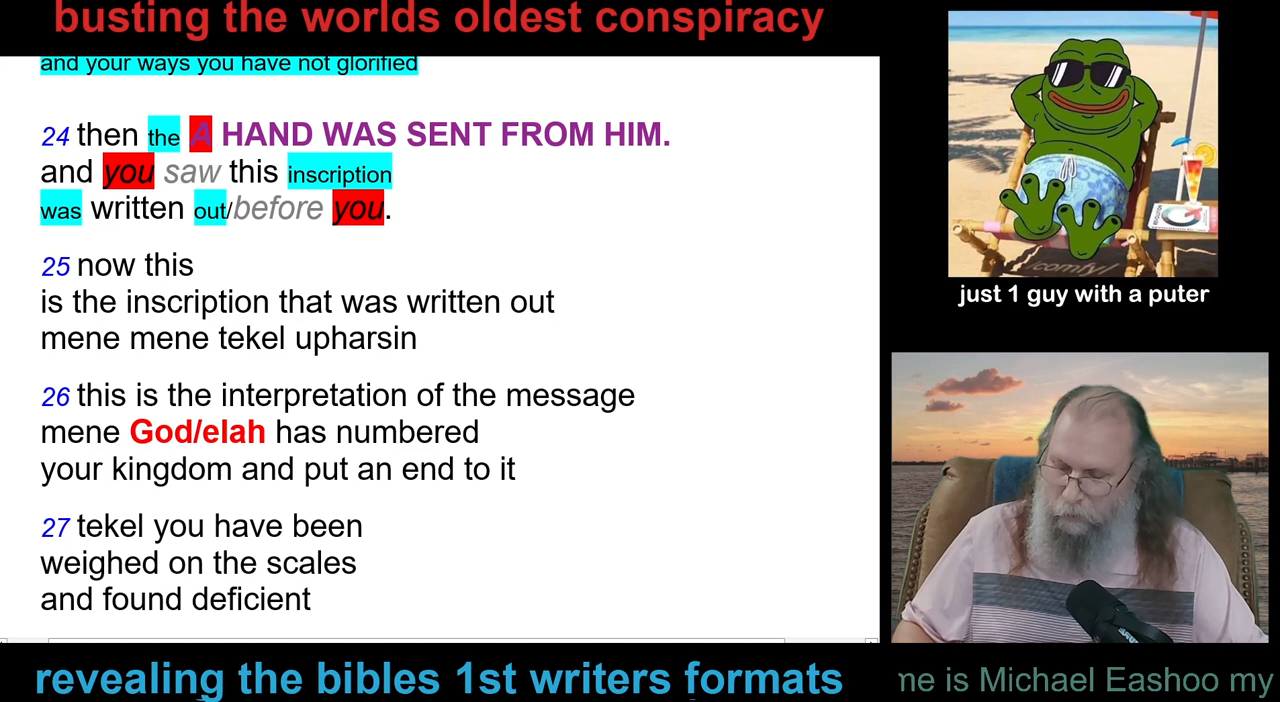 busting the worlds oldest conspiracy
and your ways you have not glorified
24 then the A HAND WAS SENT FROM HIM.
and you saw this inscription
was written out/before you.
25 now this
is the inscription that was written out
mene mene tekel upharsin
26 this is the interpretation of the message
mene God/elah has numbered
your kingdom and put an end to it
27 tekel you have been
weighed on the scales
and found deficient
icomfy!
just 1 guy with a puter
revealing the bibles 1st writers formats
me is Michael Eashoo my